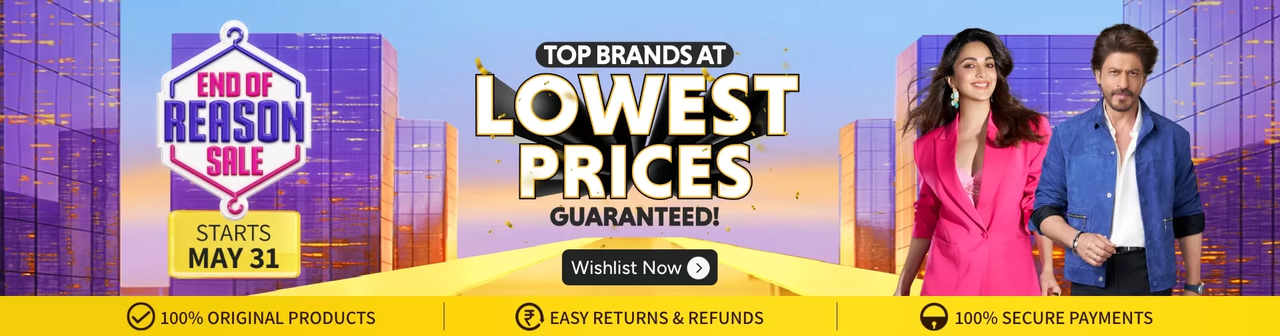 END OF
REASON
SALE
STARTS
MAY 31
TOP BRANDS AT
LOWEST
PRICES
GUARANTEED!
Wishlist Now
100% ORIGINAL PRODUCTS
EASY RETURNS & REFUNDS
100% SECURE PAYMENTS